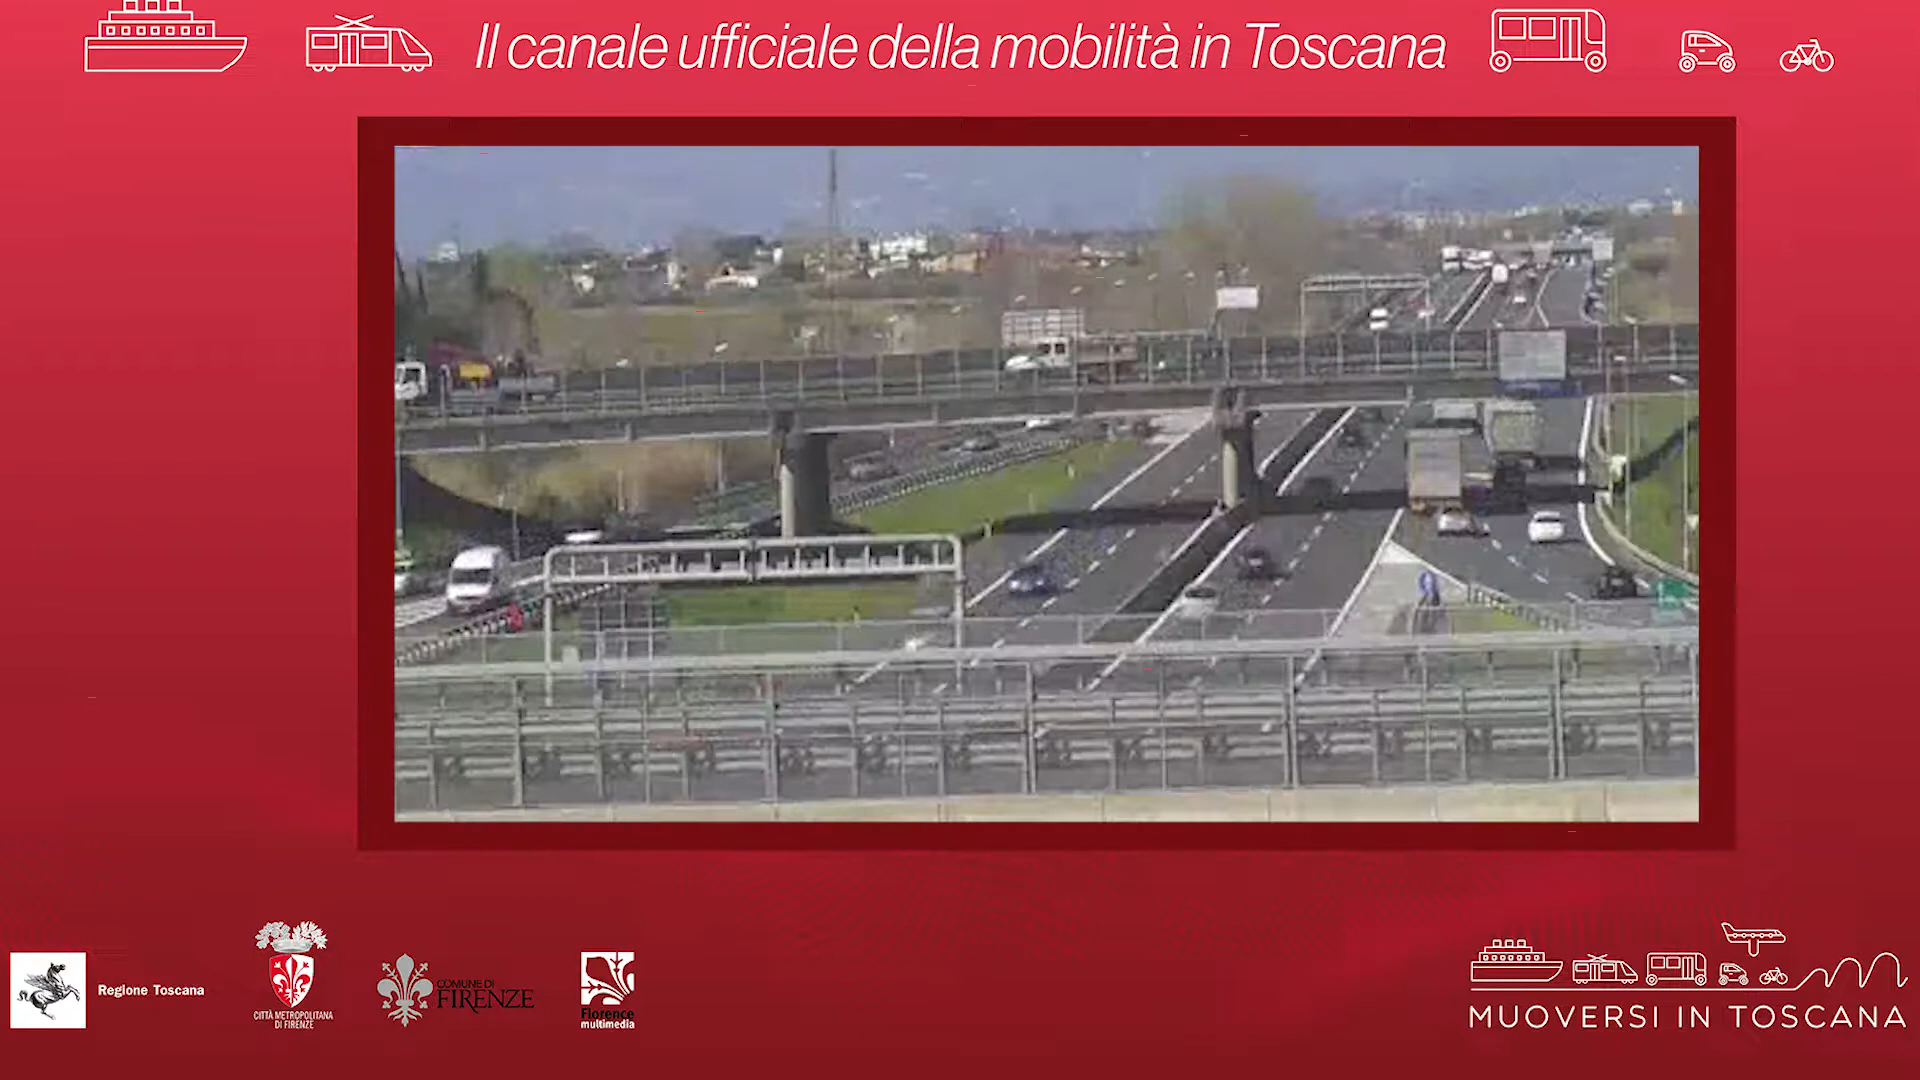 Il canale ufficiale della mobilità in Toscana
Regione Toscana
CITTÀ METROPOLITANA
DI FIRENZE
COMUNE DI
FIRENZE
Florence
multimedia
MUOVERSI IN TOSCANA